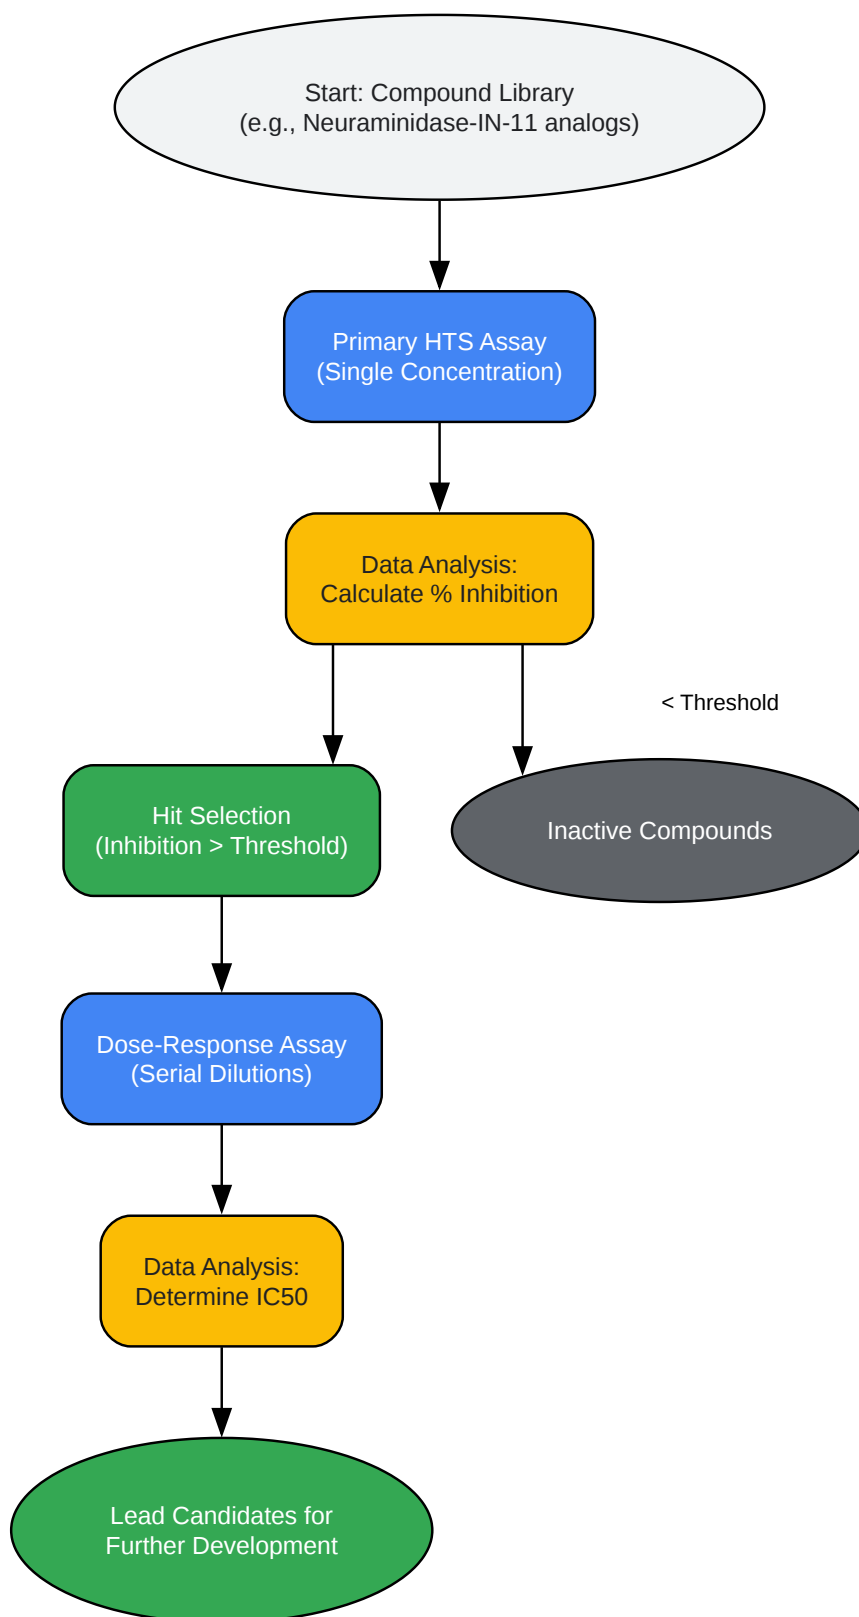 Start: Compound Library
(e.g., Neuraminidase-IN-11 analogs)
Primary HTS Assay
(Single Concentration)
Data Analysis:
Calculate % Inhibition
< Threshold
Hit Selection
(Inhibition > Threshold)
Inactive Compounds
Dose-Response Assay
(Serial Dilutions)
Data Analysis:
Determine IC50
Lead Candidates for
Further Development